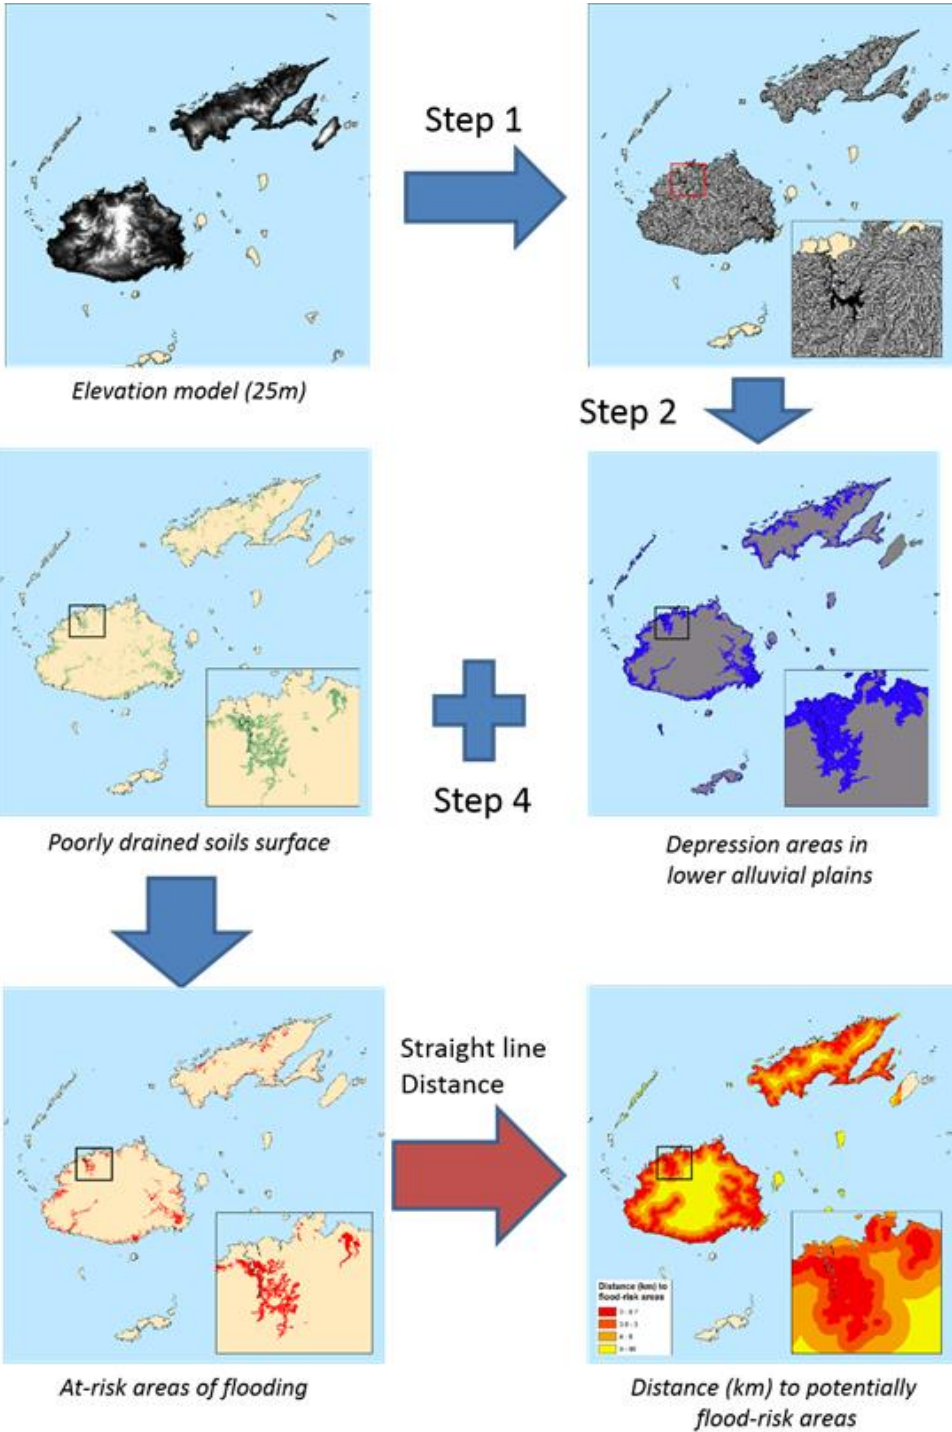 Step 1
Elevation model (25m)
Step 2
Step 4
Poorly drained soils surface
Depression areas in
lower alluvial plains
Straight line
Distance
Distance (km) to
flood-risk areas
At-risk areas of flooding
Distance (km) to potentially
flood-risk areas